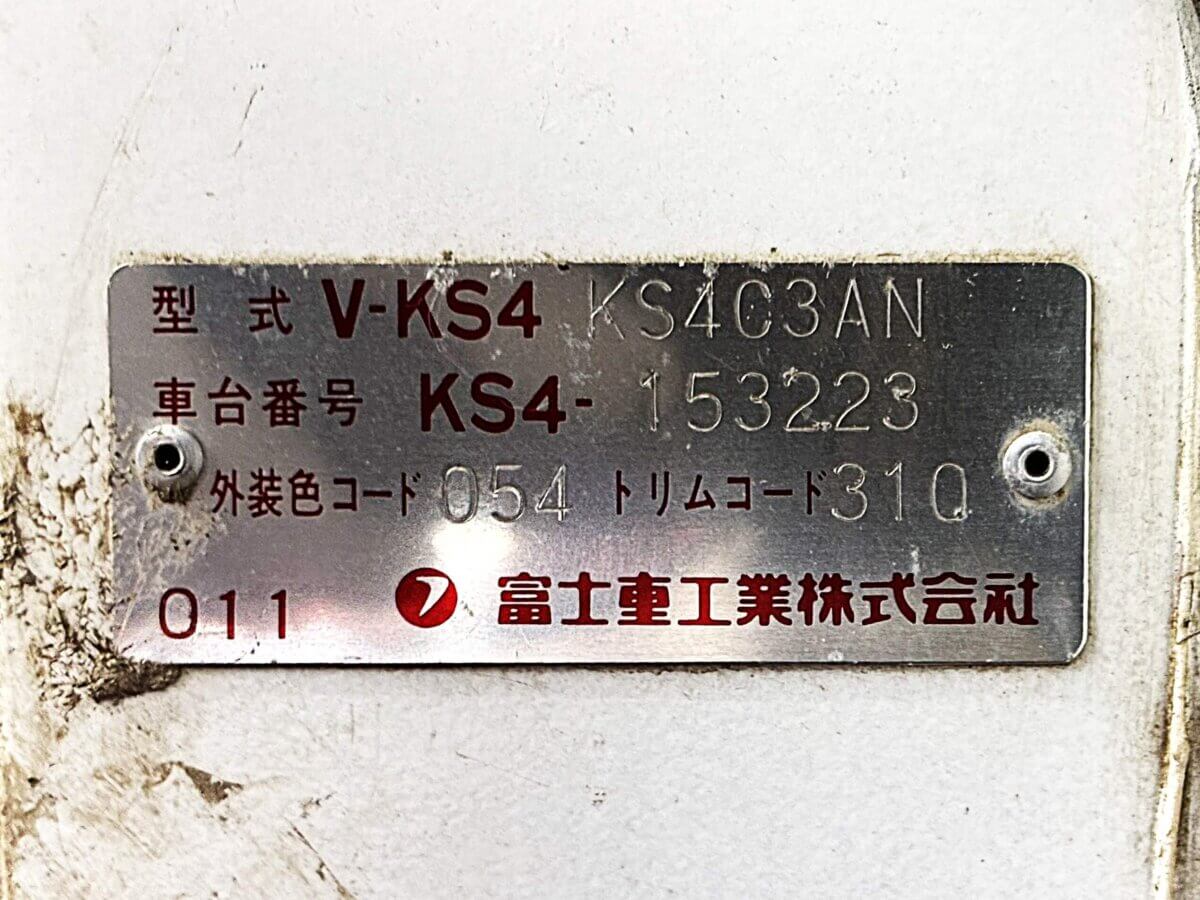 型式 V-KS4 KS4C3AN
車台番号 KS4- 153223
外装色コード 054 トリムコード 310
011 フ 富士重工業株式会社